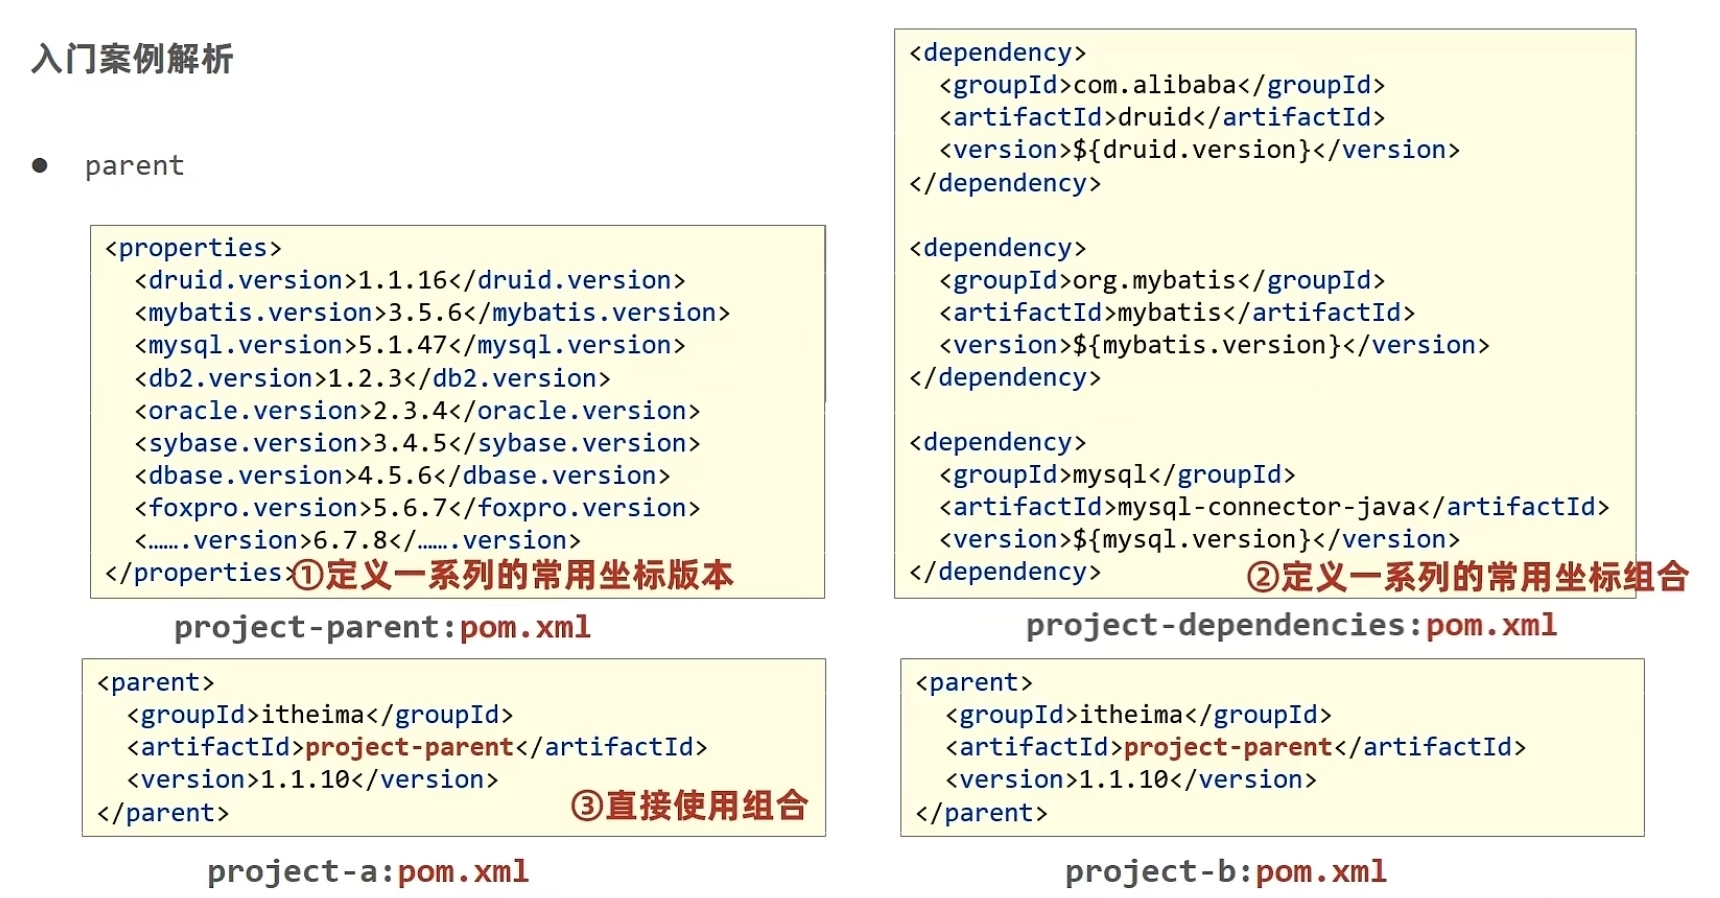 入门案例解析
● parent
<properties>
<druid.version>1.1.16</druid.version>
<mybatis.version>3.5.6</mybatis.version>
<mysql.version>5.1.47</mysql.version>
<db2.version>1.2.3</db2.version>
<oracle.version>2.3.4</oracle.version>
<sybase.version>3.4.5</sybase.version>
<dbase.version>4.5.6</dbase.version>
<foxpro.version>5.6.7</foxpro.version>
<…….version>6.7.8</…….version>
</properties>①定义一系列的常用坐标版本
project-parent:pom.xml
<dependency>
<groupId>com.alibaba</groupId>
<artifactId>druid</artifactId>
<version>${druid.version}</version>
</dependency>
<dependency>
<groupId>org.mybatis</groupId>
<artifactId>mybatis</artifactId>
<version>${mybatis.version}</version>
</dependency>
<dependency>
<groupId>mysql</groupId>
<artifactId>mysql-connector-java</artifactId>
<version>${mysql.version}</version>
</dependency> ②定义一系列的常用坐标组合
project-dependencies:pom.xml
<parent>
<groupId>itheima</groupId>
<artifactId>project-parent</artifactId>
<version>1.1.10</version>
</parent> ③直接使用组合
project-a:pom.xml
<parent>
<groupId>itheima</groupId>
<artifactId>project-parent</artifactId>
<version>1.1.10</version>
</parent>
project-b:pom.xml